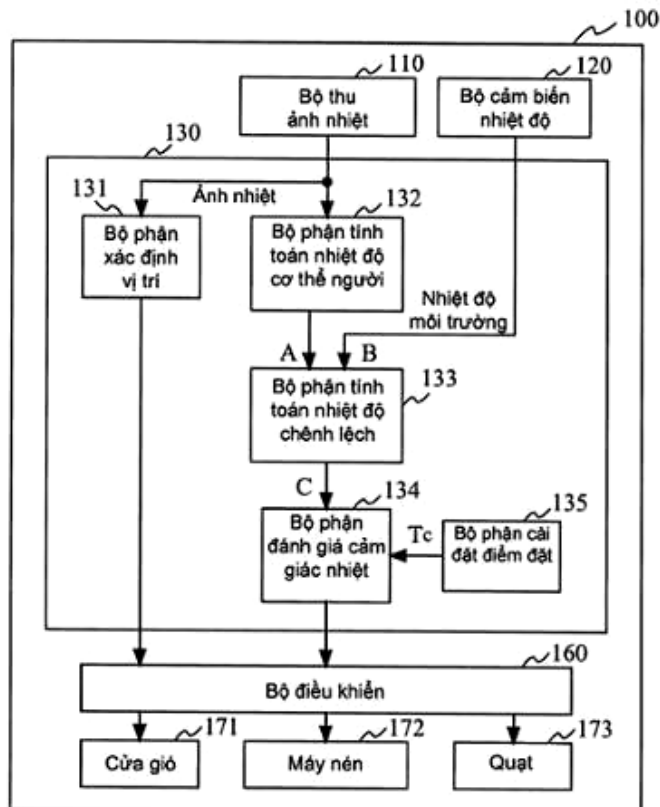 100
110
120
Bộ thu
ảnh nhiệt
Bộ cảm biến
nhiệt độ
130
131
Ảnh nhiệt
132
Bộ phận
xác định
vị trí
Bộ phận tính
toán nhiệt độ
cơ thể người
Nhiệt độ
môi trường
A
B
133
Bộ phận tính
toán nhiệt độ
chênh lệch
C
134
135
Bộ phận
đánh giá cảm
giác nhiệt
Tc
Bộ phận cài
đặt điểm đặt
160
Bộ điều khiển
171
172
173
Cửa gió
Máy nén
Quạt